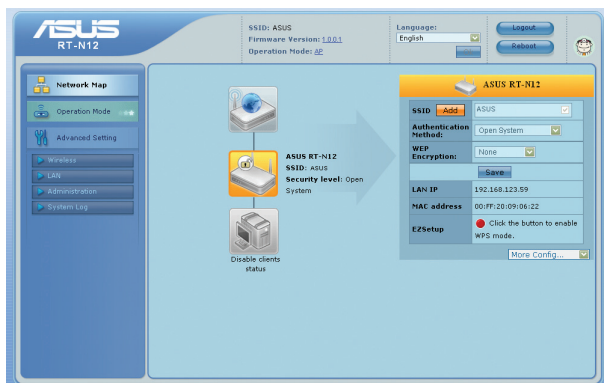 ASUS
RT-N12
SSID: ASUS
Firmware Version: 1.0.0.1
Operation Mode: AP
Language:
English
Logout
Reboot
Network Map
Operation Mode
Advanced Setting
Wireless
LAN
Administration
System Log
ASUS RT-N12
SSID: ASUS
Security level: Open
System
Disable clients
status
ASUS RT-N12
SSID Add ASUS
Authentication
Method: Open System
WEP
Encryption: None
Save
LAN IP 192.168.123.59
MAC address 00:FF:20:09:06:22
EZSetup Click the button to enable
WPS mode.
More Config...